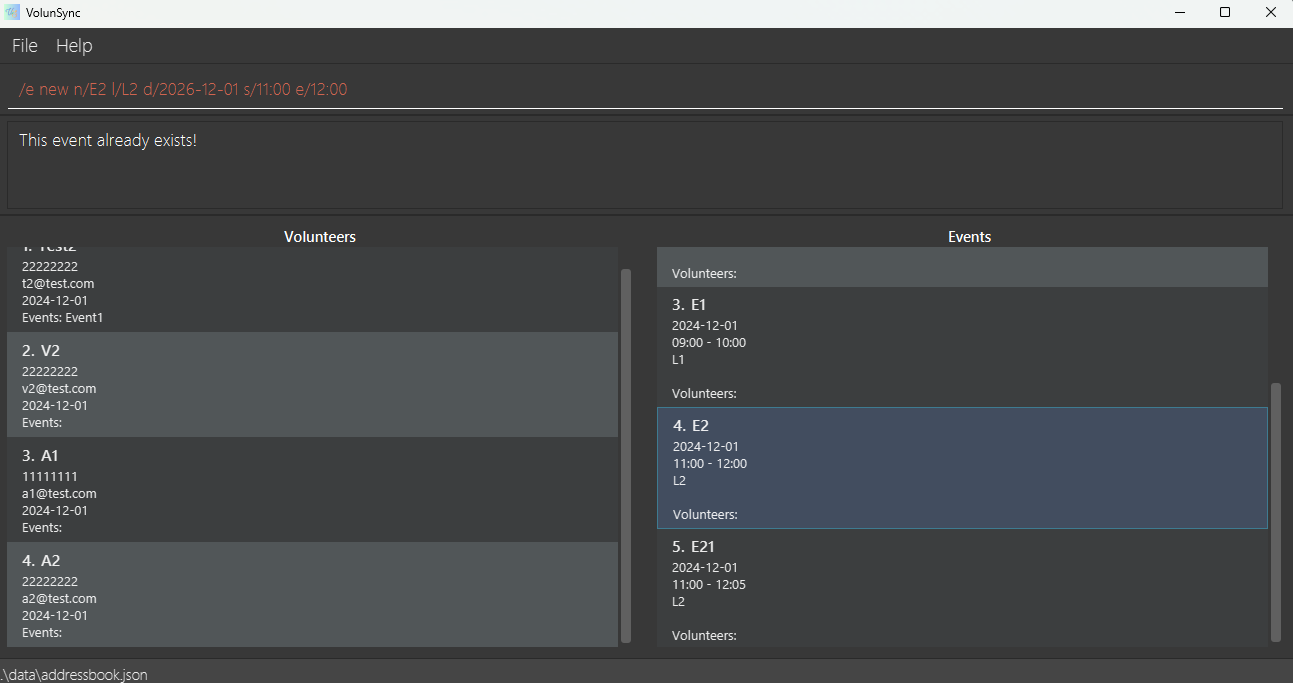 VolunSync
File Help
/e new n/E2 l/L2 d/2026-12-01 s/11:00 e/12:00
This event already exists!
Volunteers
1. Test2
22222222
t2@test.com
2024-12-01
Events: Event1
2. V2
22222222
v2@test.com
2024-12-01
Events:
3. A1
11111111
a1@test.com
2024-12-01
Events:
4. A2
22222222
a2@test.com
2024-12-01
Events:
Events
Volunteers:
3. E1
2024-12-01
09:00 - 10:00
L1
Volunteers:
4. E2
2024-12-01
11:00 - 12:00
L2
Volunteers:
5. E21
2024-12-01
11:00 - 12:05
L2
Volunteers:
.\data\addressbook.json